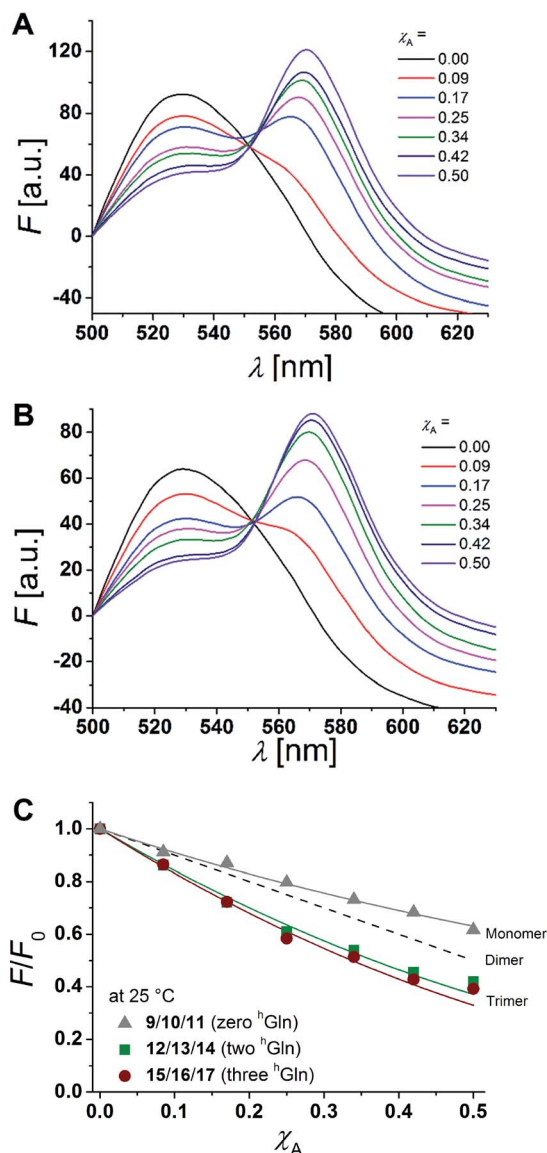 A
χA =
0.00
0.09
0.17
0.25
0.34
0.42
0.50
F [a.u.]
120
80
40
0
-40
500 520 540 560 580 600 620
λ [nm]
B
χA =
0.00
0.09
0.17
0.25
0.34
0.42
0.50
F [a.u.]
80
60
40
20
0
-20
-40
500 520 540 560 580 600 620
λ [nm]
C
F/F0
1.0
0.8
0.6
0.4
0.2
0.0
Monomer
Dimer
Trimer
at 25 °C
9/10/11 (zero hGln)
12/13/14 (two hGln)
15/16/17 (three hGln)
0.0 0.1 0.2 0.3 0.4 0.5
χA